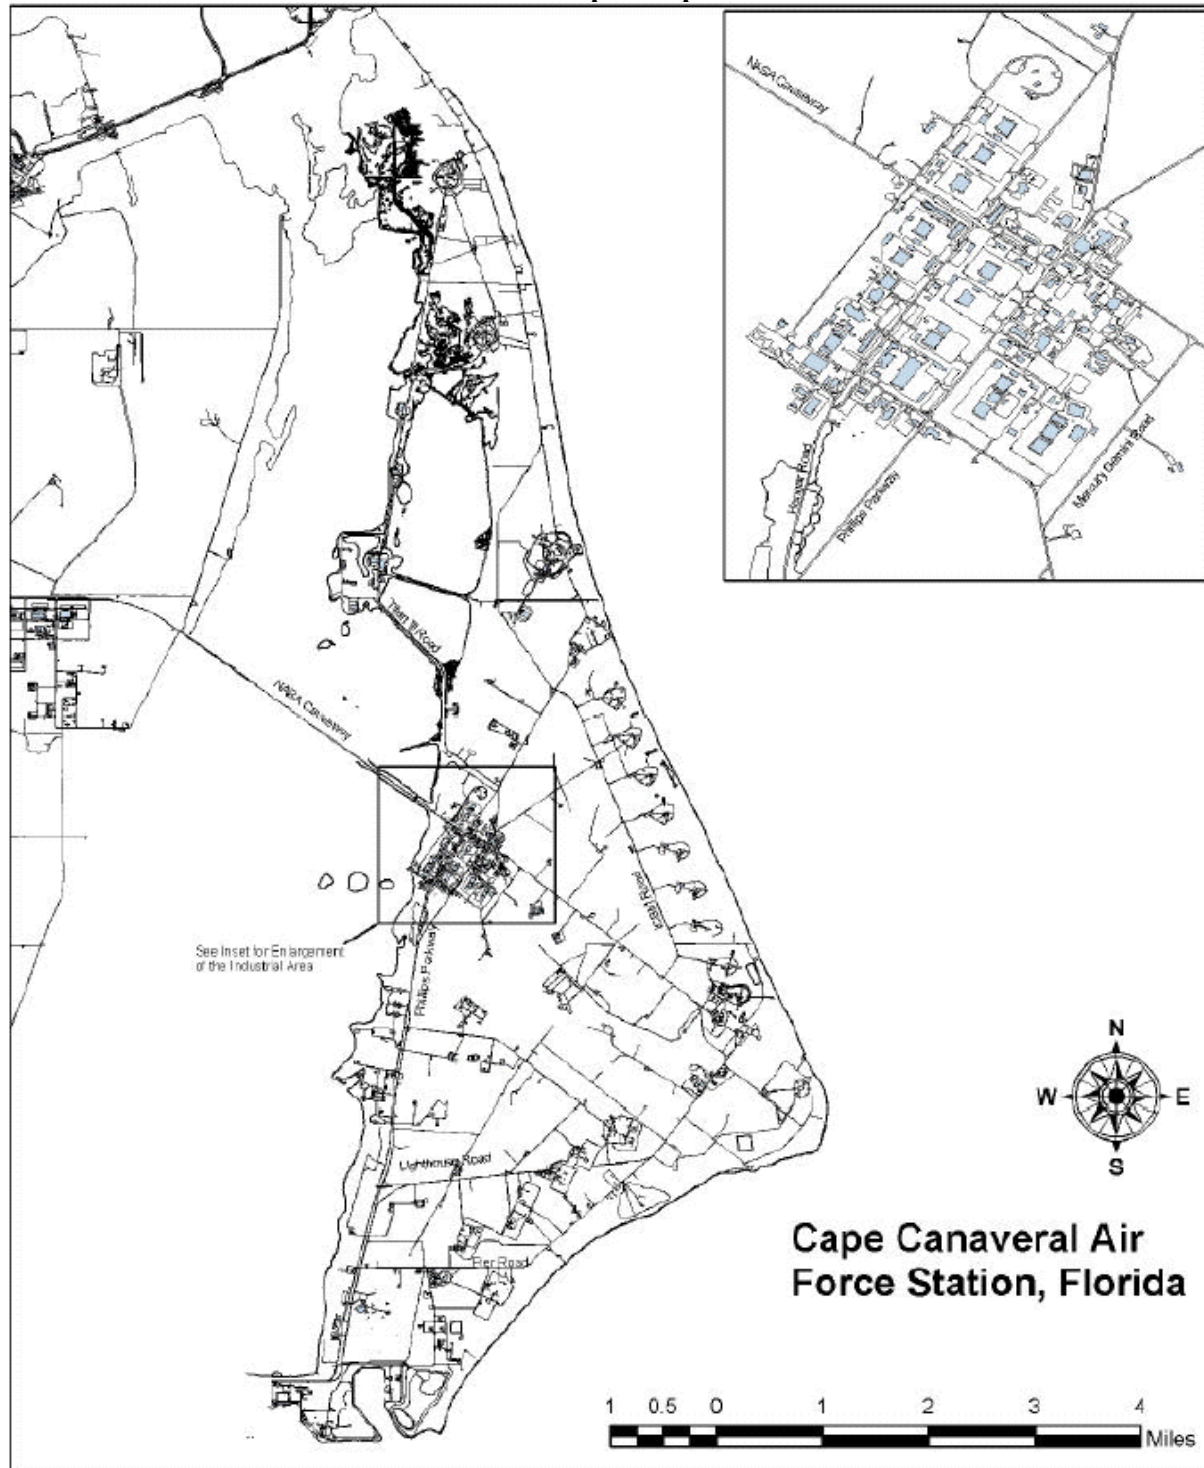 NASA Causeway
Hangar Road
Phillips Parkway
Mercury Gemini Road
Titan III Road
NASA Causeway
ICBM Road
See Inset for Enlargement
of the Industrial Area
Phillips Parkway
Lighthouse Road
Pier Road
N
W
E
S
Cape Canaveral Air
Force Station, Florida
1 0.5 0 1 2 3 4
Miles